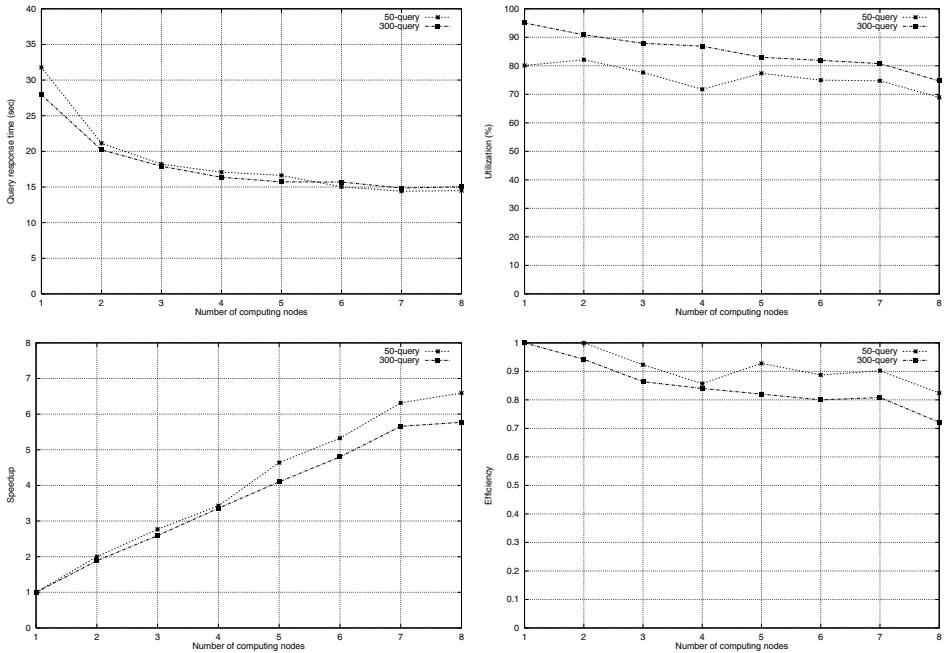 40
35
30
25
20
15
10
5
0
Query response time (sec)
50-query
300-query
1 2 3 4 5 6 7 8
Number of computing nodes
100
90
80
70
60
50
40
30
20
10
0
Utilization (%)
50-query
300-query
1 2 3 4 5 6 7 8
Number of computing nodes
8
7
6
5
4
3
2
1
0
Speedup
50-query
300-query
1 2 3 4 5 6 7 8
Number of computing nodes
1
0.9
0.8
0.7
0.6
0.5
0.4
0.3
0.2
0.1
0
Efficiency
50-query
300-query
1 2 3 4 5 6 7 8
Number of computing nodes